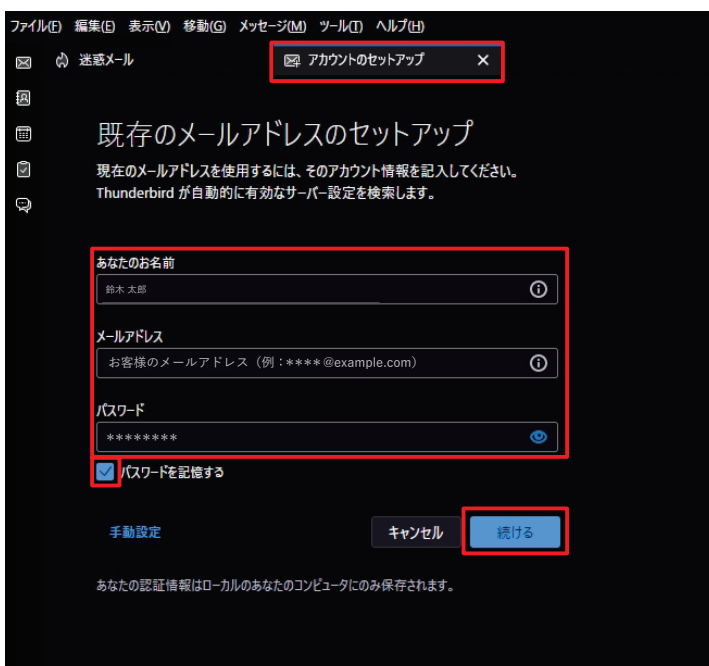 ファイル(F) 編集(E) 表示(V) 移動(G) メッセージ(M) ツール(T) ヘルプ(H)
迷惑メール アカウントのセットアップ ×
既存のメールアドレスのセットアップ
現在のメールアドレスを使用するには、そのアカウント情報を記入してください。
Thunderbird が自動的に有効なサーバー設定を検索します。
あなたのお名前
鈴木 太郎
メールアドレス
お客様のメールアドレス（例：****@example.com）
パスワード
********
パスワードを記憶する
手動設定 キャンセル 続ける
あなたの認証情報はローカルのあなたのコンピュータにのみ保存されます。